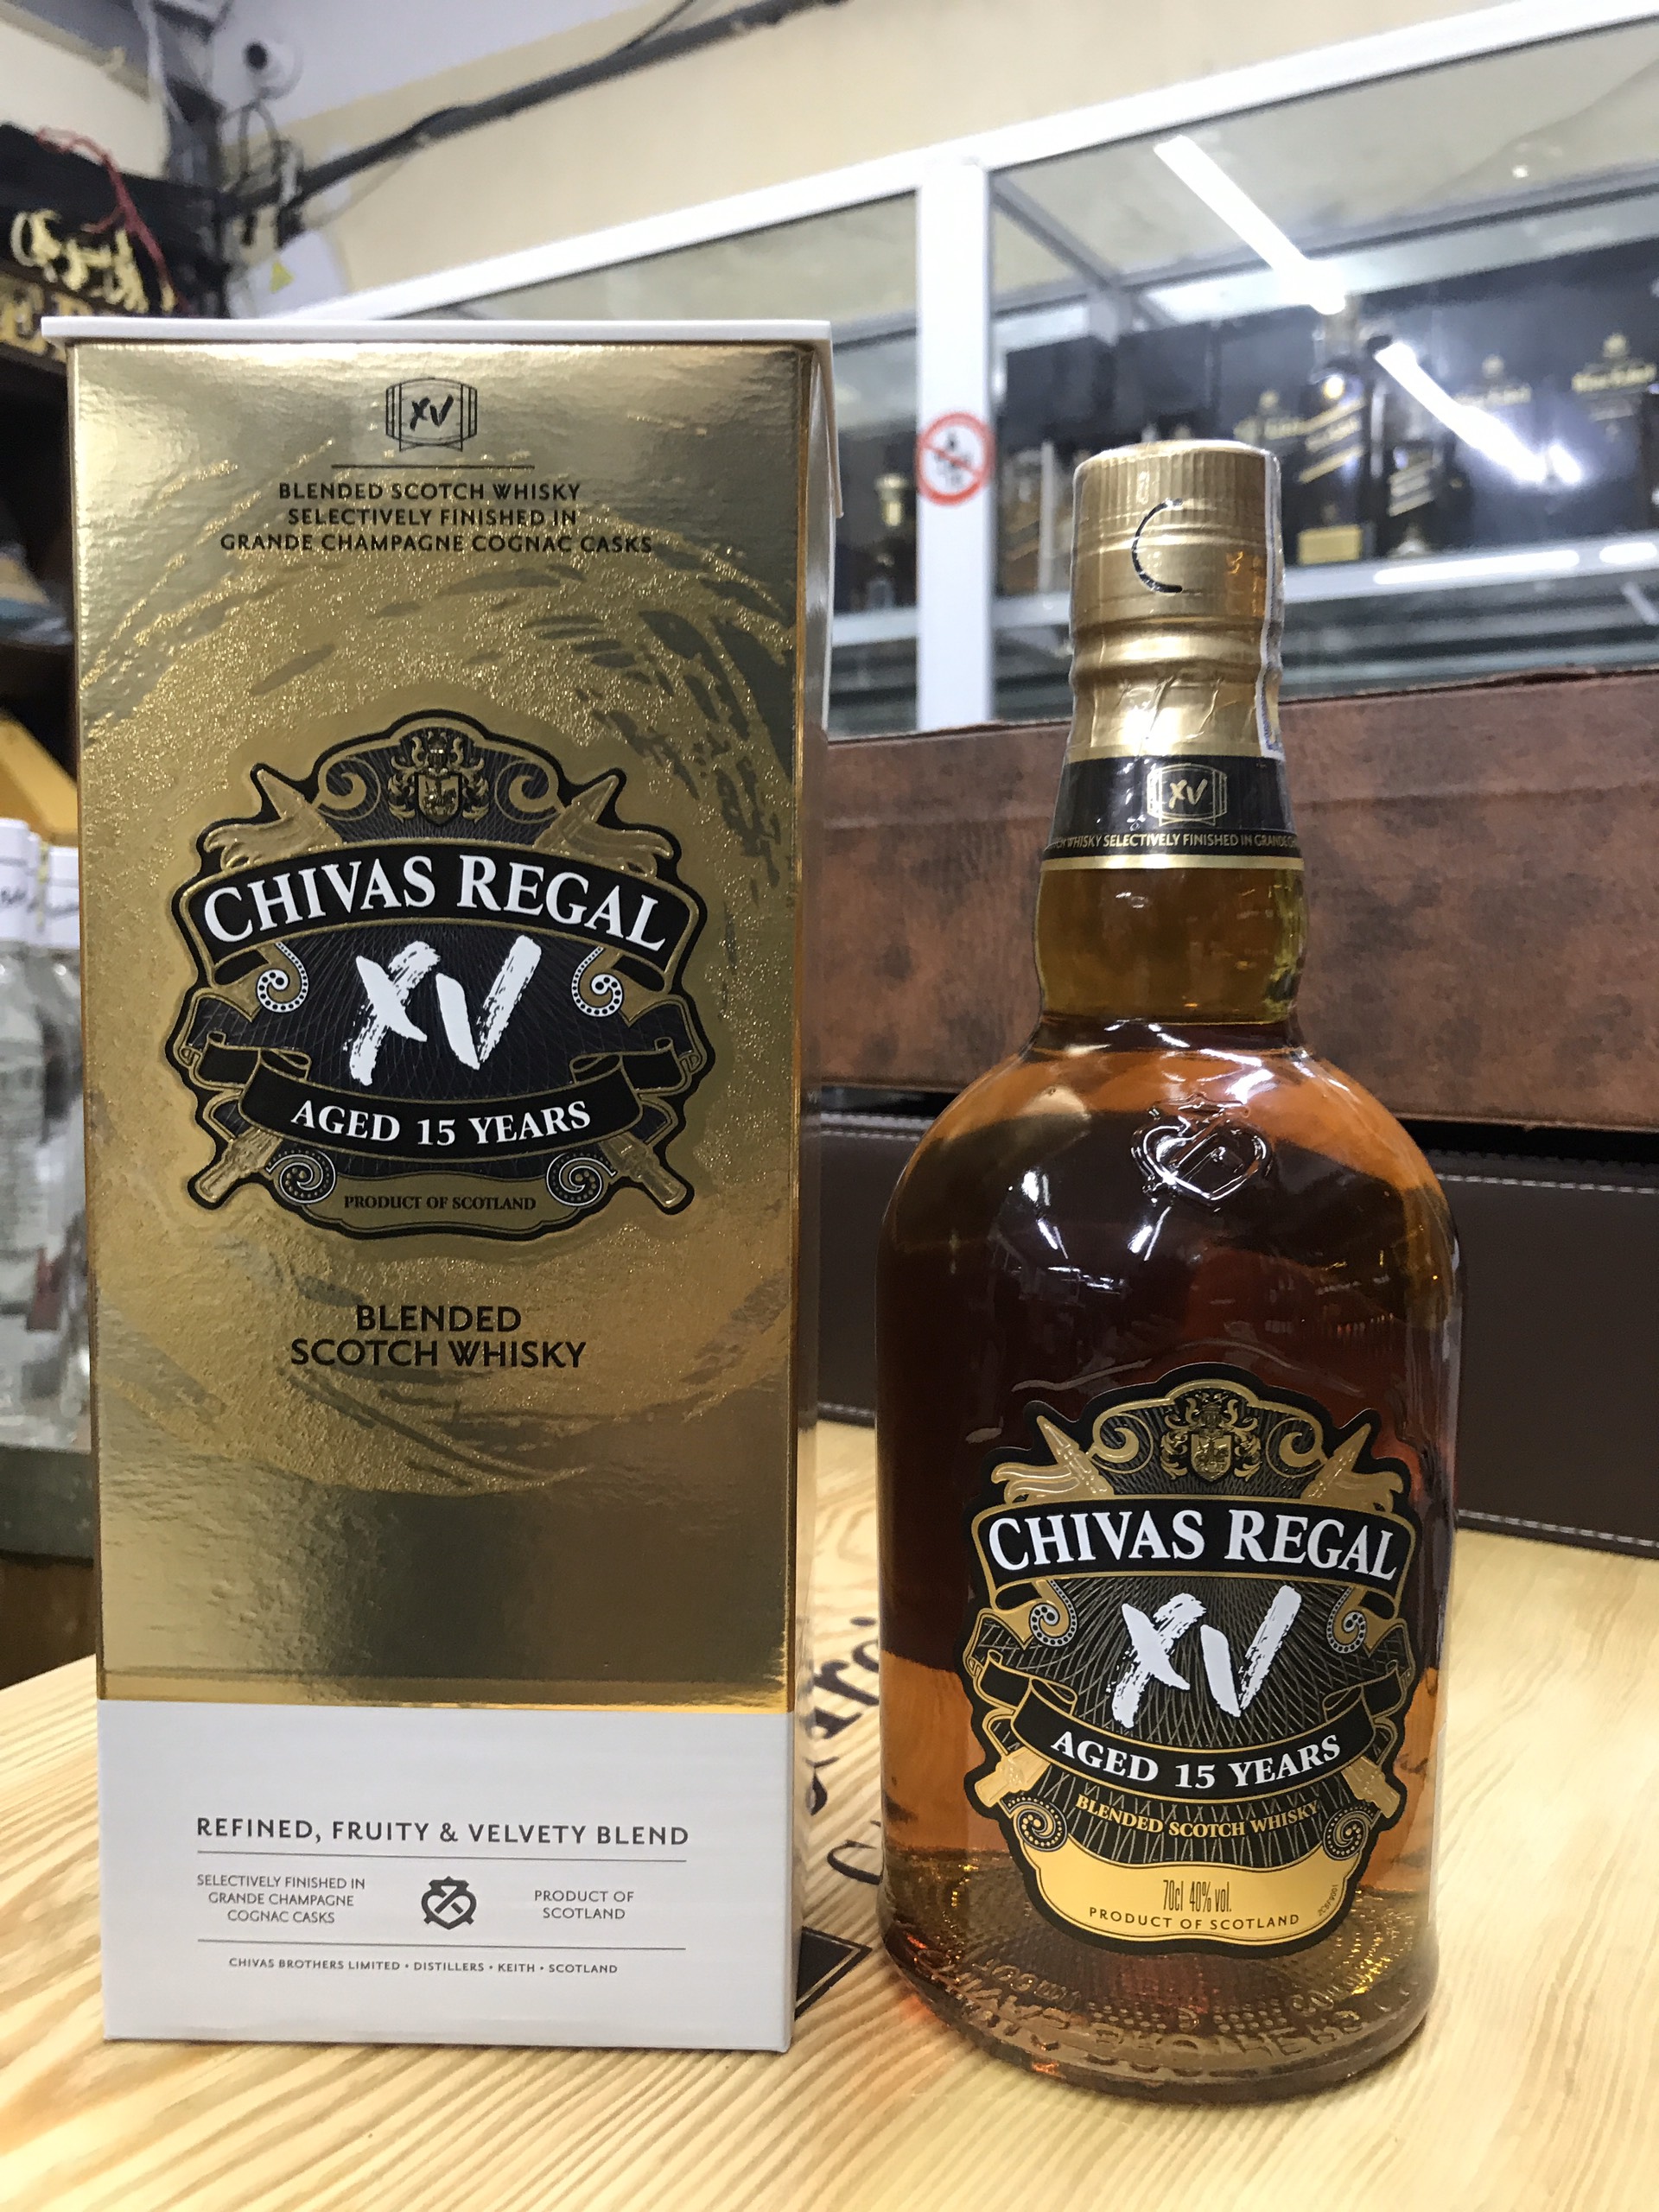 XV
BLENDED SCOTCH WHISKY
SELECTIVELY FINISHED IN
GRANDE CHAMPAGNE COGNAC CASKS
CHIVAS REGAL
XV
AGED 15 YEARS
PRODUCT OF SCOTLAND
BLENDED
SCOTCH WHISKY
REFINED, FRUITY & VELVETY BLEND
SELECTIVELY FINISHED IN
GRANDE CHAMPAGNE
COGNAC CASKS
PRODUCT OF
SCOTLAND
CHIVAS BROTHERS LIMITED • DISTILLERS • KEITH • SCOTLAND
XV
WHISKY SELECTIVELY FINISHED IN GRANDE
CHIVAS REGAL
XV
AGED 15 YEARS
BLENDED SCOTCH WHISKY
70cl 40% vol.
PRODUCT OF SCOTLAND